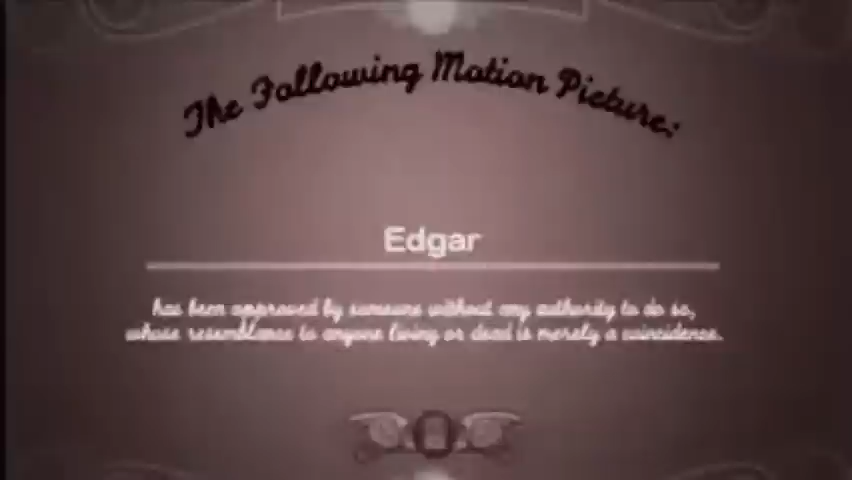 The Following Motion Picture:
Edgar
has been approved by someone without any authority to do so,
whose resemblance to anyone living or dead is merely a coincidence.